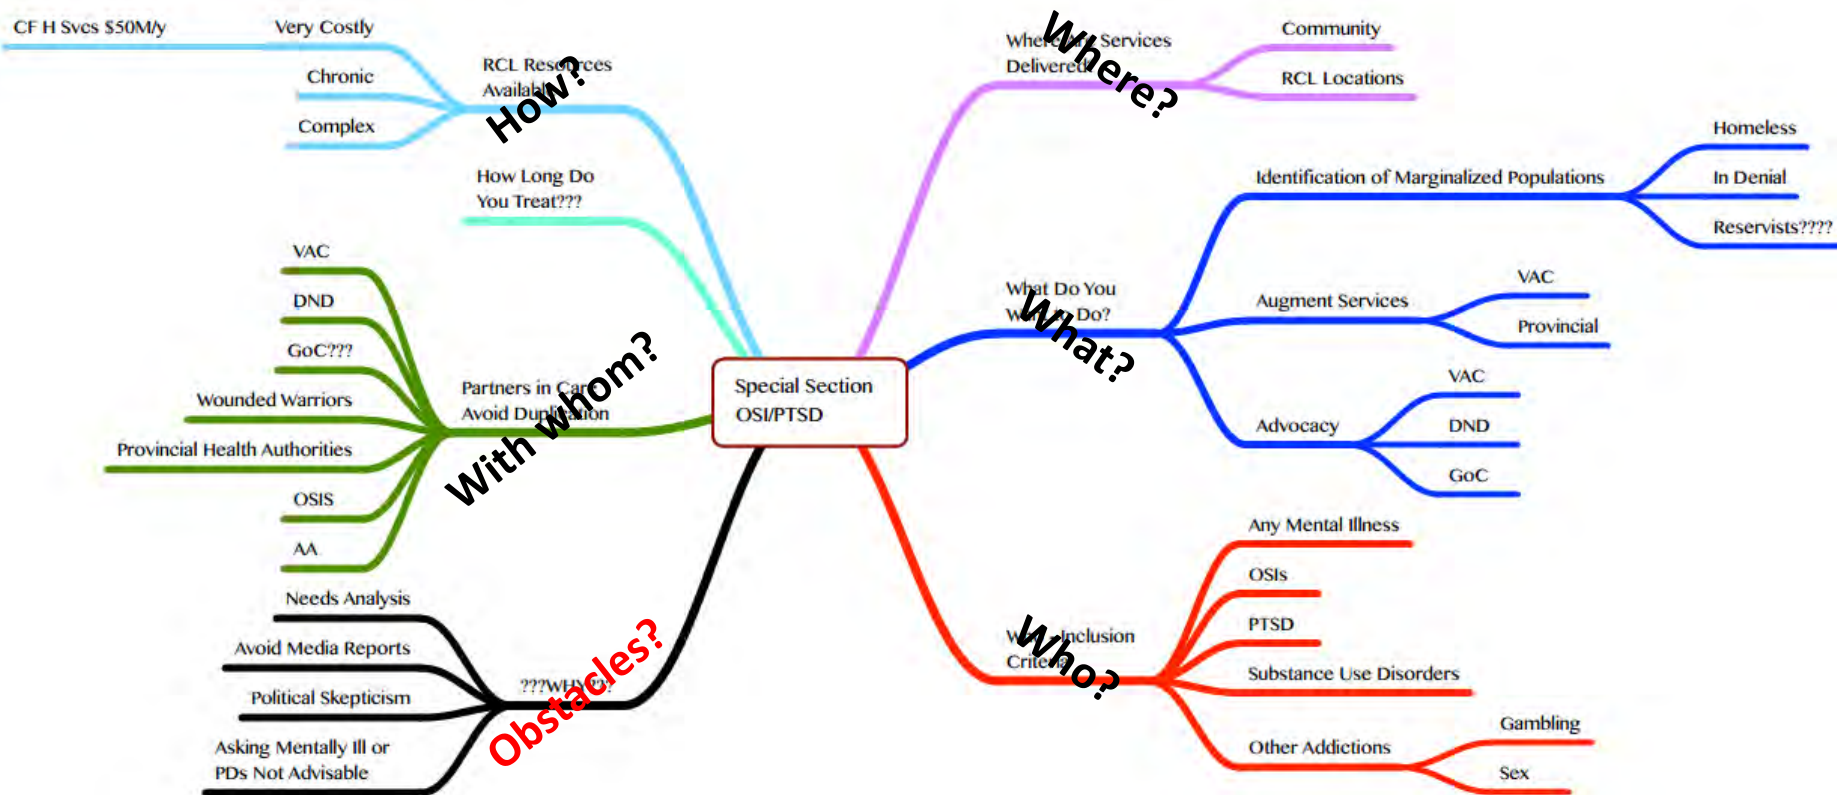 CF H Svcs $50M/y
Very Costly
Chronic
Complex
RCL Resources
Available
How?
How Long Do
You Treat???
VAC
DND
GoC???
Wounded Warriors
Provincial Health Authorities
OSIS
AA
Partners in Care
Avoid Duplication
With whom?
Needs Analysis
Avoid Media Reports
Political Skepticism
Asking Mentally Ill or
PDs Not Advisable
???WHY???
Obstacles?
Special Section
OSI/PTSD
Where Are Services
Delivered
Where?
Community
RCL Locations
What Do You
Want to Do?
What?
Identification of Marginalized Populations
Homeless
In Denial
Reservists????
Augment Services
VAC
Provincial
Advocacy
VAC
DND
GoC
Who - Inclusion
Criteria
Who?
Any Mental Illness
OSIs
PTSD
Substance Use Disorders
Other Addictions
Gambling
Sex